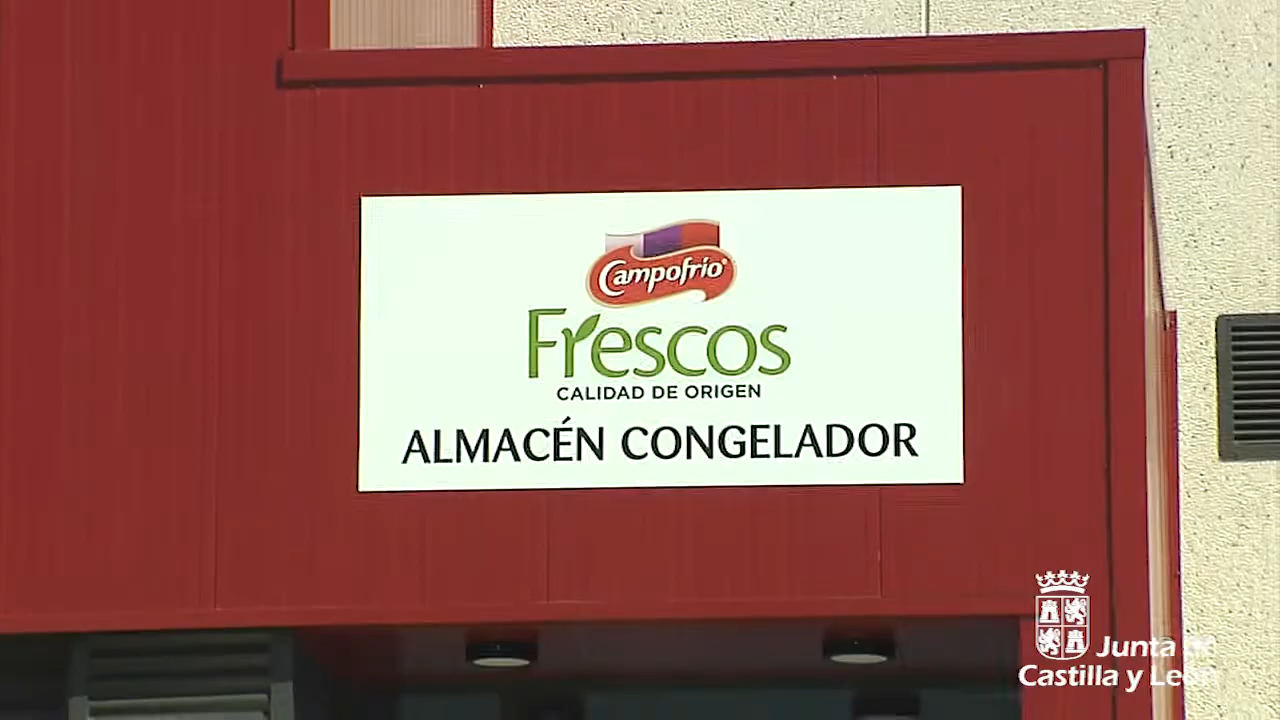 Campofrío
Frescos
CALIDAD DE ORIGEN
ALMACÉN CONGELADOR
Junta de
Castilla y León